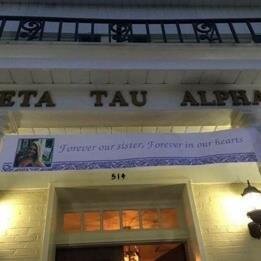 ETA TAU ALPHA
Forever our sister, Forever in our hearts
514